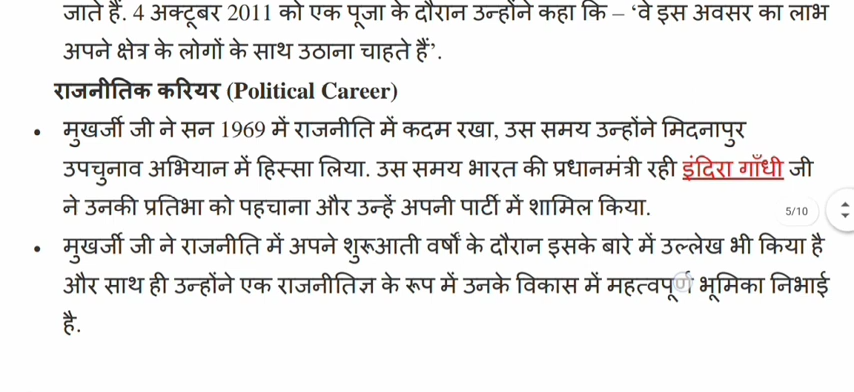 जाते हैं. 4 अक्टूबर 2011 को एक पूजा के दौरान उन्होंने कहा कि – ‘वे इस अवसर का लाभ
अपने क्षेत्र के लोगों के साथ उठाना चाहते हैं’.
राजनीतिक करियर (Political Career)
• मुखर्जी जी ने सन 1969 में राजनीति में कदम रखा, उस समय उन्होंने मिदनापुर
उपचुनाव अभियान में हिस्सा लिया. उस समय भारत की प्रधानमंत्री रही इंदिरा गाँधी जी
ने उनकी प्रतिभा को पहचाना और उन्हें अपनी पार्टी में शामिल किया.
5/10
• मुखर्जी जी ने राजनीति में अपने शुरूआती वर्षों के दौरान इसके बारे में उल्लेख भी किया है
और साथ ही उन्होंने एक राजनीतिज्ञ के रूप में उनके विकास में महत्वपूर्ण भूमिका निभाई
है.